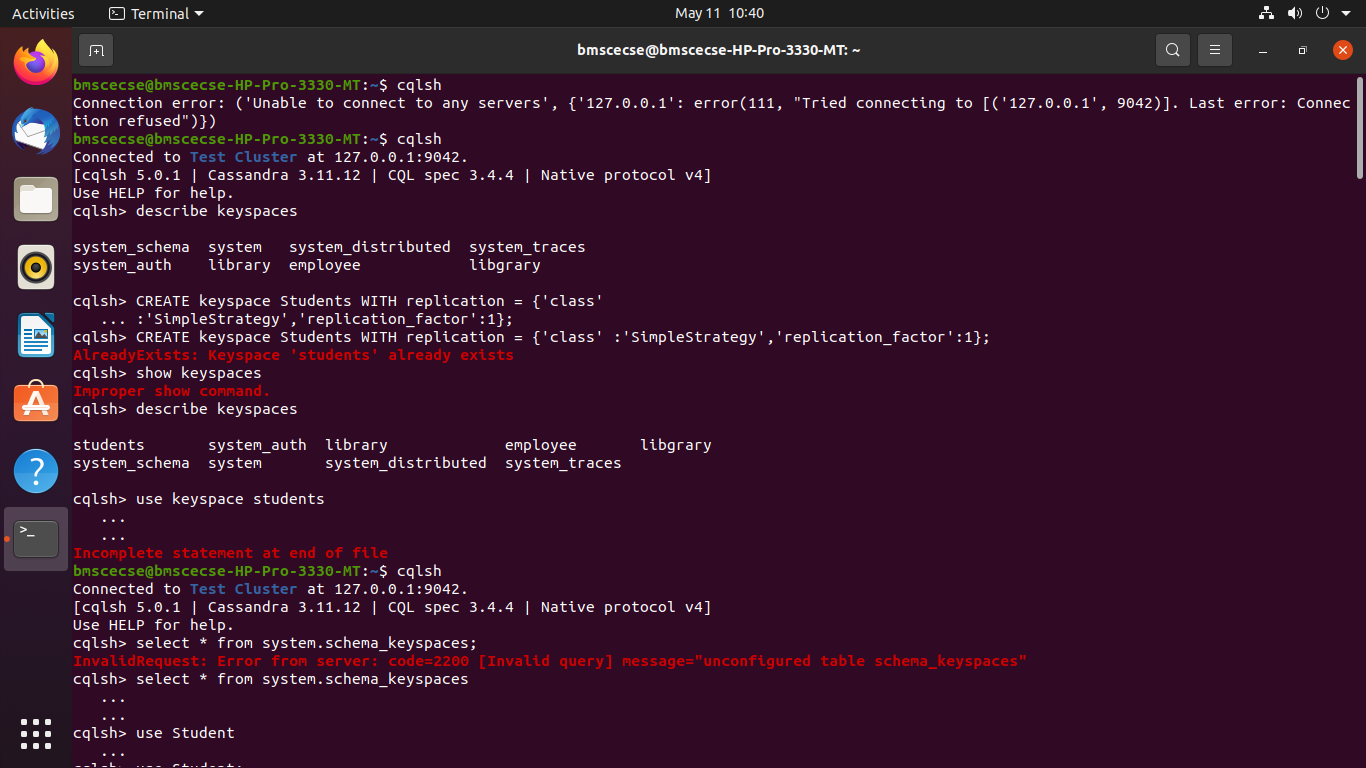 Activities
Terminal
May 11 10:40
bmscecse@bmscecse-HP-Pro-3330-MT: ~
bmscecse@bmscecse-HP-Pro-3330-MT:~$ cqlsh
Connection error: ('Unable to connect to any servers', {'127.0.0.1': error(111, "Tried connecting to [('127.0.0.1', 9042)]. Last error: Connec
tion refused")})
bmscecse@bmscecse-HP-Pro-3330-MT:~$ cqlsh
Connected to Test Cluster at 127.0.0.1:9042.
[cqlsh 5.0.1 | Cassandra 3.11.12 | CQL spec 3.4.4 | Native protocol v4]
Use HELP for help.
cqlsh> describe keyspaces
system_schema  system   system_distributed  system_traces
system_auth    library  employee            libgrary
cqlsh> CREATE keyspace Students WITH replication = {'class'
   ... :'SimpleStrategy','replication_factor':1};
cqlsh> CREATE keyspace Students WITH replication = {'class' :'SimpleStrategy','replication_factor':1};
AlreadyExists: Keyspace 'students' already exists
cqlsh> show keyspaces
Improper show command.
cqlsh> describe keyspaces
students       system_auth  library             employee       libgrary
system_schema  system       system_distributed  system_traces
cqlsh> use keyspace students
   ...
   ...
Incomplete statement at end of file
bmscecse@bmscecse-HP-Pro-3330-MT:~$ cqlsh
Connected to Test Cluster at 127.0.0.1:9042.
[cqlsh 5.0.1 | Cassandra 3.11.12 | CQL spec 3.4.4 | Native protocol v4]
Use HELP for help.
cqlsh> select * from system.schema_keyspaces;
InvalidRequest: Error from server: code=2200 [Invalid query] message="unconfigured table schema_keyspaces"
cqlsh> select * from system.schema_keyspaces
   ...
   ...
cqlsh> use Student
   ...
cqlsh> use Student;